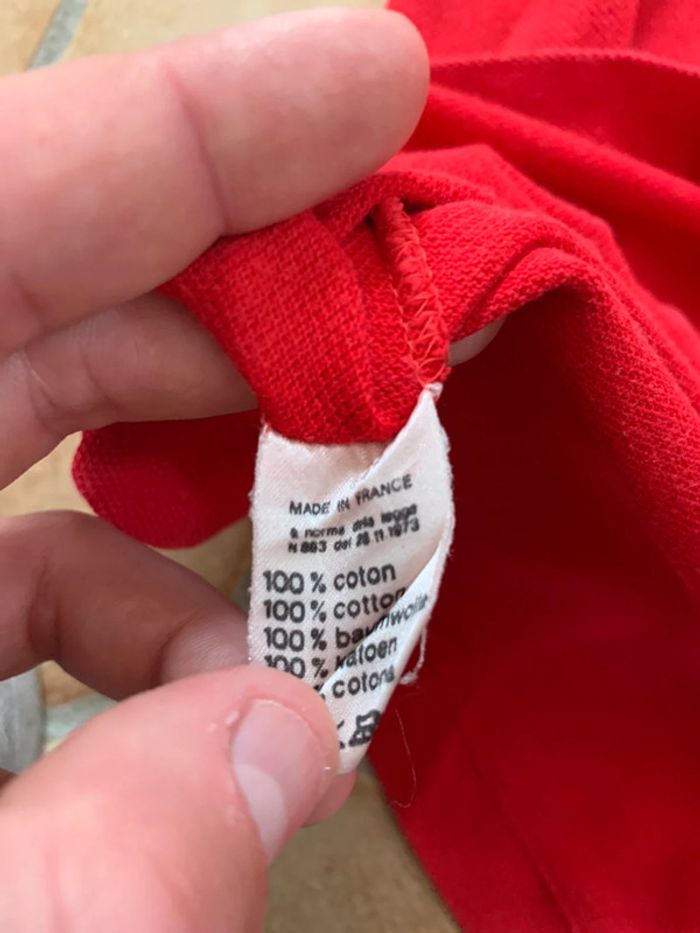 MADE IN FRANCE
a norma della legge
N 883 del 26 11 1973
100 % coton
100 % cotton
100 % baumwolle
100 % katoen
% cotone